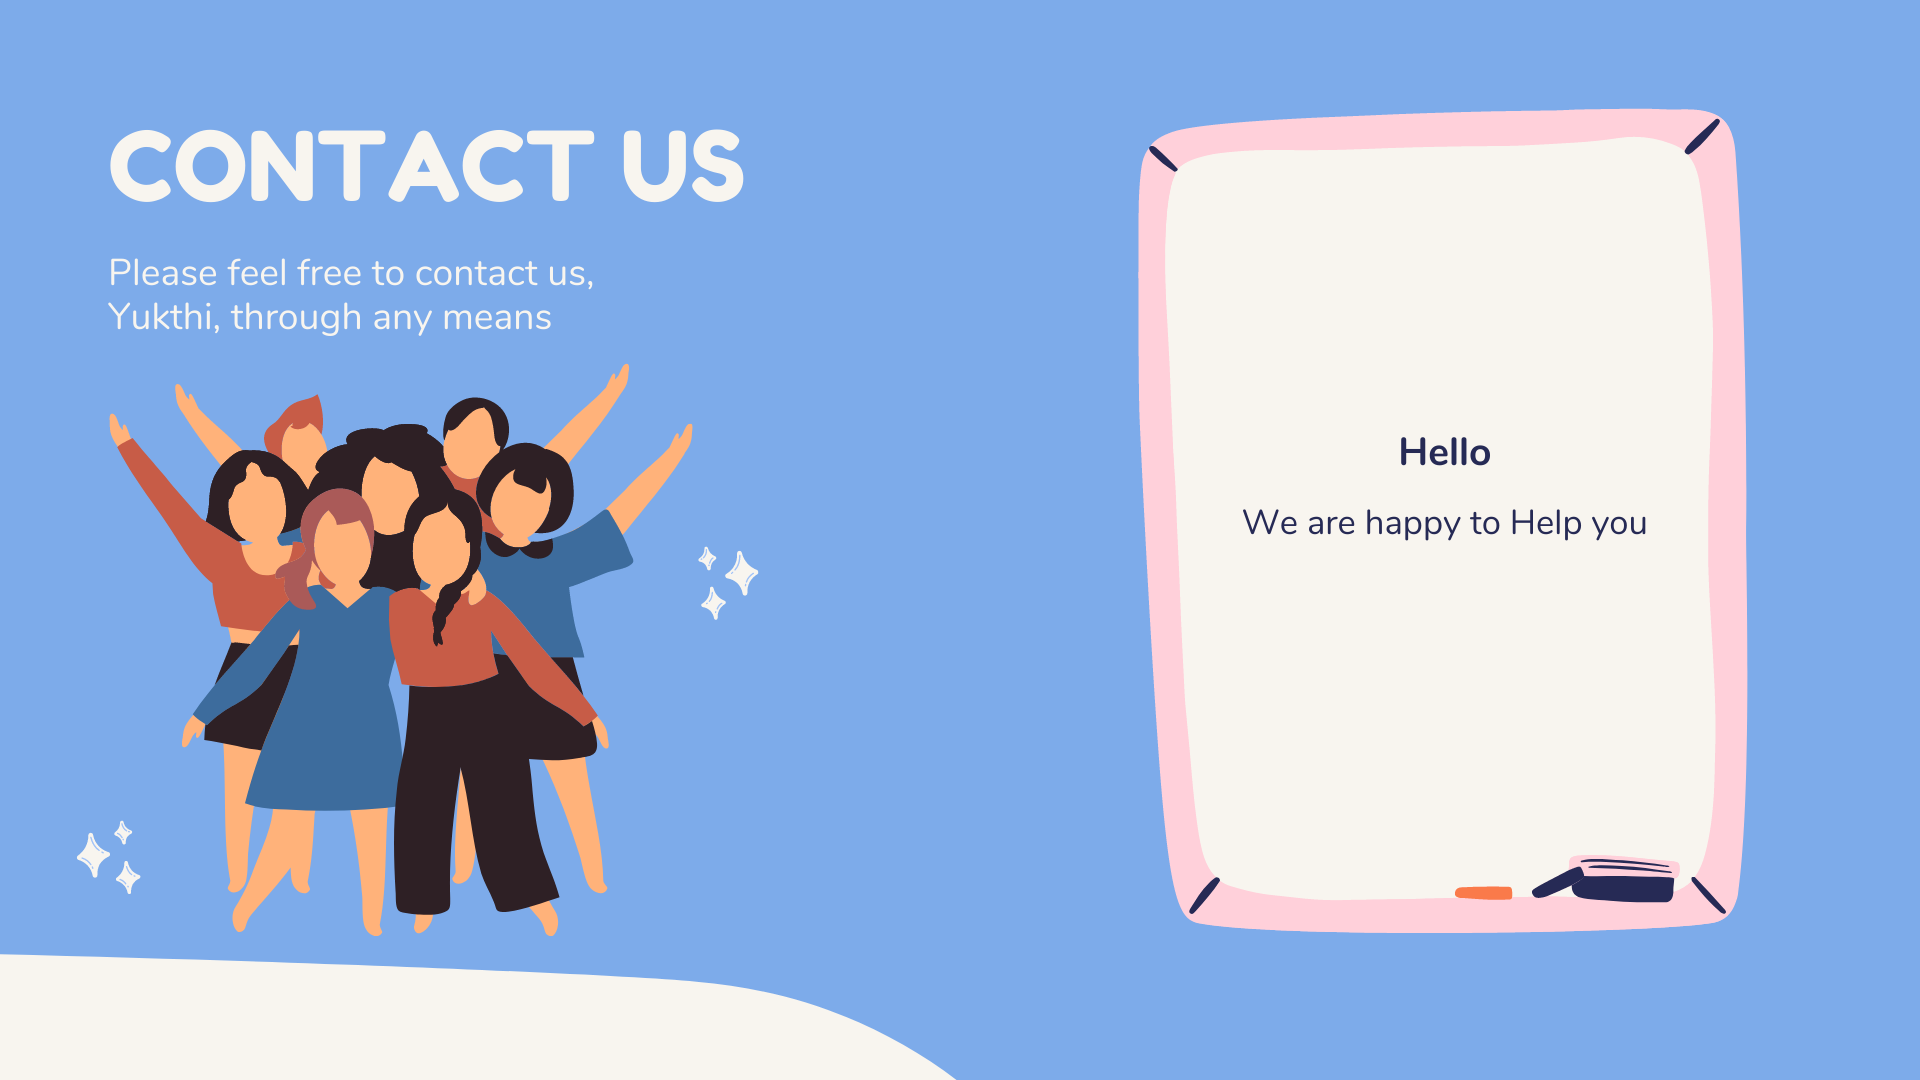 CONTACT US
Please feel free to contact us,
Yukthi, through any means
Hello
We are happy to Help you